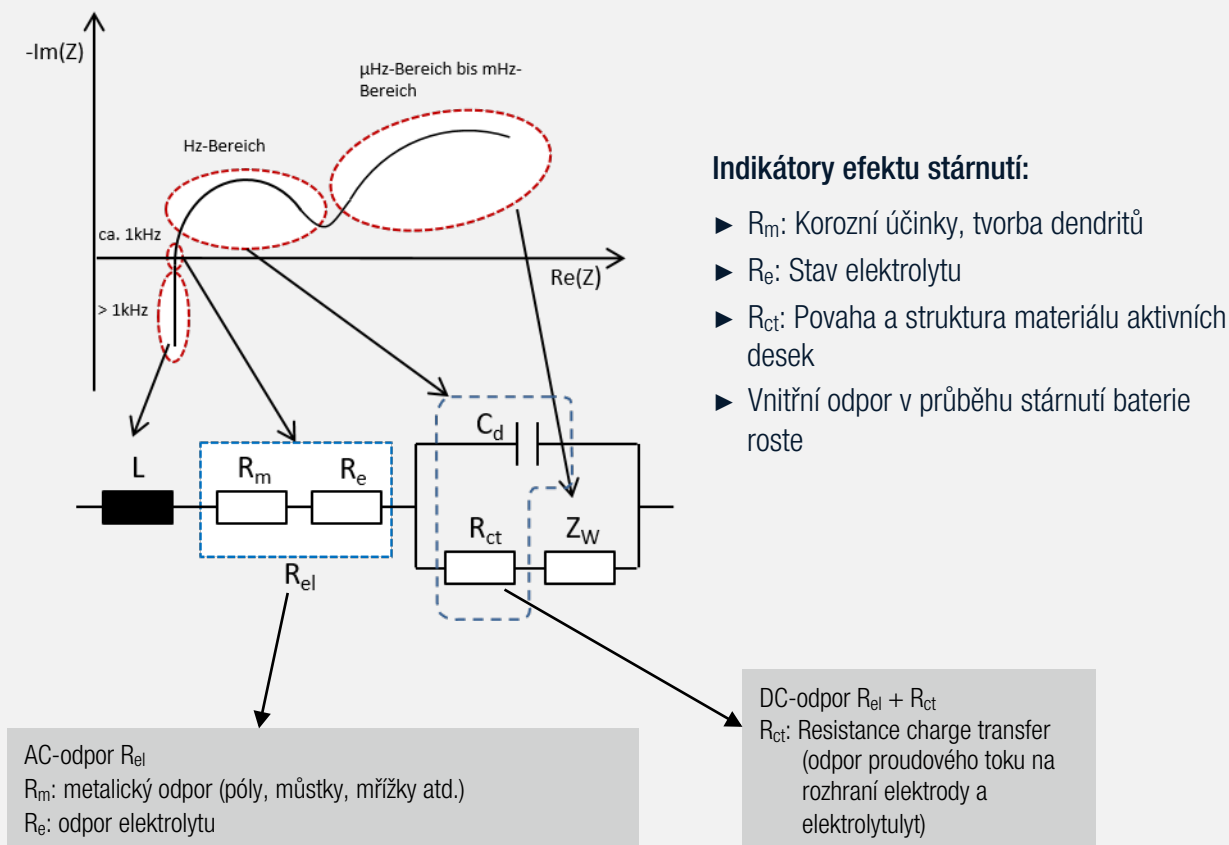 -Im(Z)
µHz-Bereich bis mHz-
Bereich
Hz-Bereich
ca. 1kHz
Re(Z)
> 1kHz
Indikátory efektu stárnutí:
► Rm: Korozní účinky, tvorba dendritů
► Re: Stav elektrolytu
► Rct: Povaha a struktura materiálu aktivních
desek
► Vnitřní odpor v průběhu stárnutí baterie
roste
L
Rm
Re
Cd
Rct
ZW
Rel
AC-odpor Rel
Rm: metalický odpor (póly, můstky, mřížky atd.)
Re: odpor elektrolytu
DC-odpor Rel + Rct
Rct: Resistance charge transfer
(odpor proudového toku na
rozhraní elektrody a
elektrolytulyt)